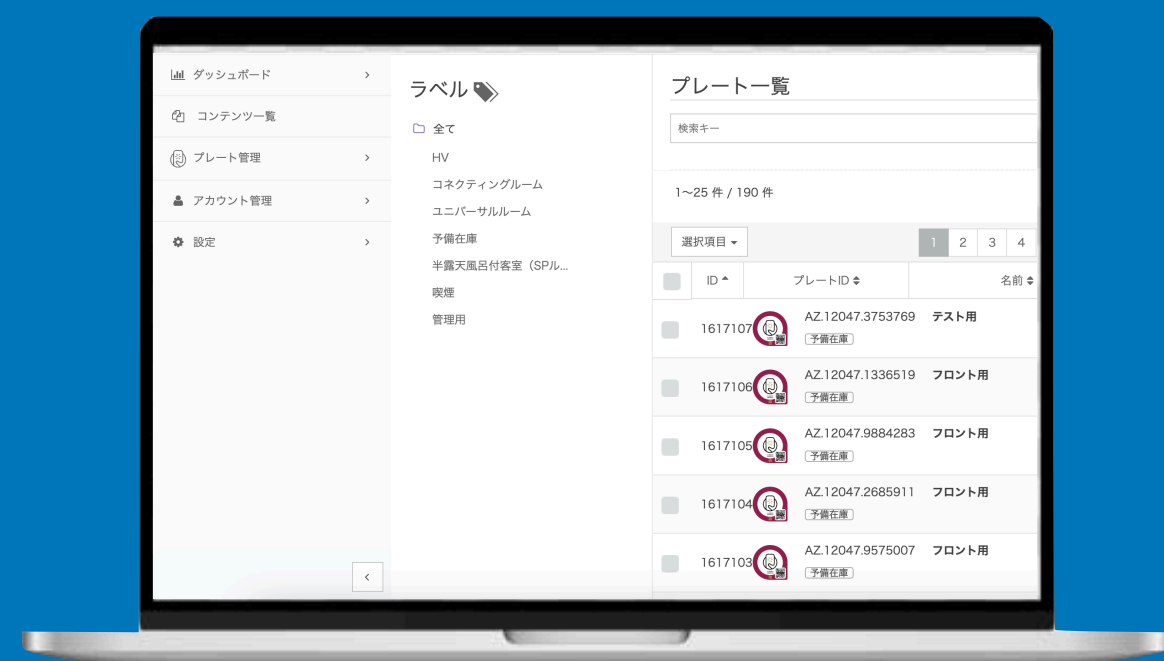 ダッシュボード
コンテンツ一覧
プレート管理
アカウント管理
設定
ラベル
全て
HV
コネクティングルーム
ユニバーサルルーム
予備在庫
半露天風呂付客室（SPル...
喫煙
管理用
プレート一覧
検索キー
1〜25 件 / 190 件
選択項目
1 2 3 4
ID プレートID 名前
1617107 AZ.12047.3753769 テスト用
予備在庫
1617106 AZ.12047.1336519 フロント用
予備在庫
1617105 AZ.12047.9884283 フロント用
予備在庫
1617104 AZ.12047.2685911 フロント用
予備在庫
1617103 AZ.12047.9575007 フロント用
予備在庫